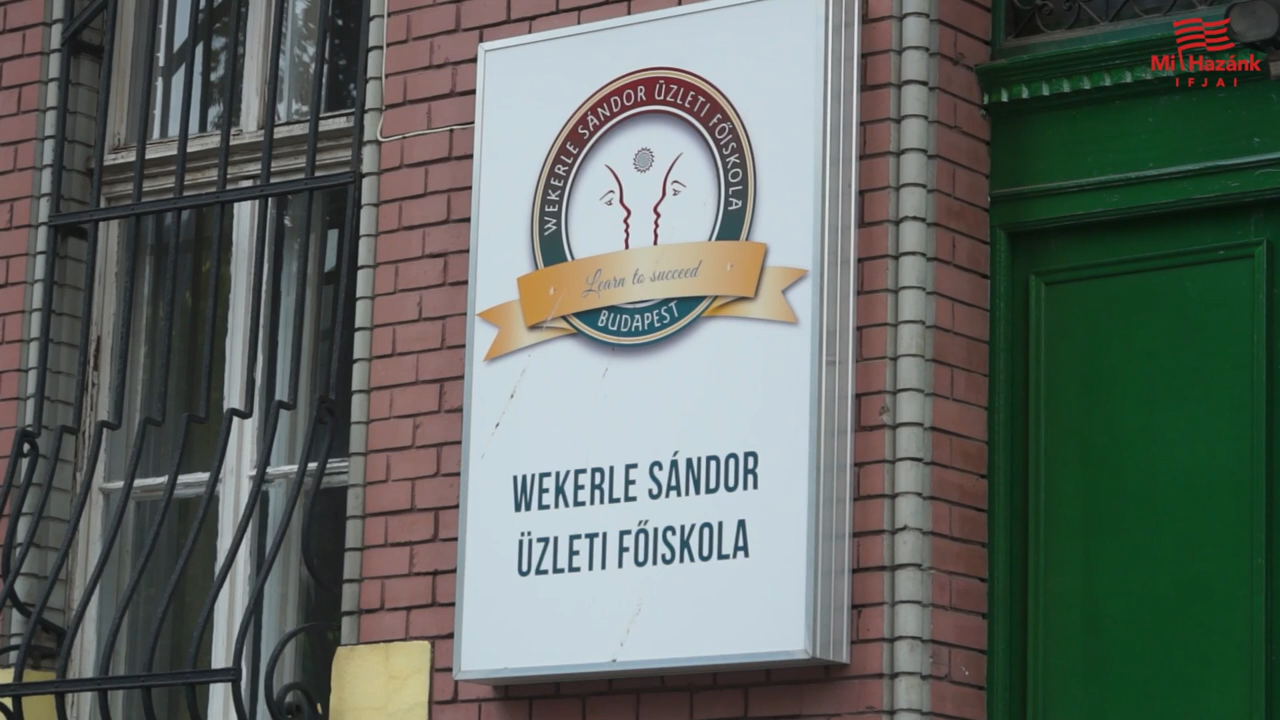 Mi Hazánk
IFJAI
WEKERLE SÁNDOR ÜZLETI FŐISKOLA
Learn to succeed
BUDAPEST
WEKERLE SÁNDOR
ÜZLETI FŐISKOLA